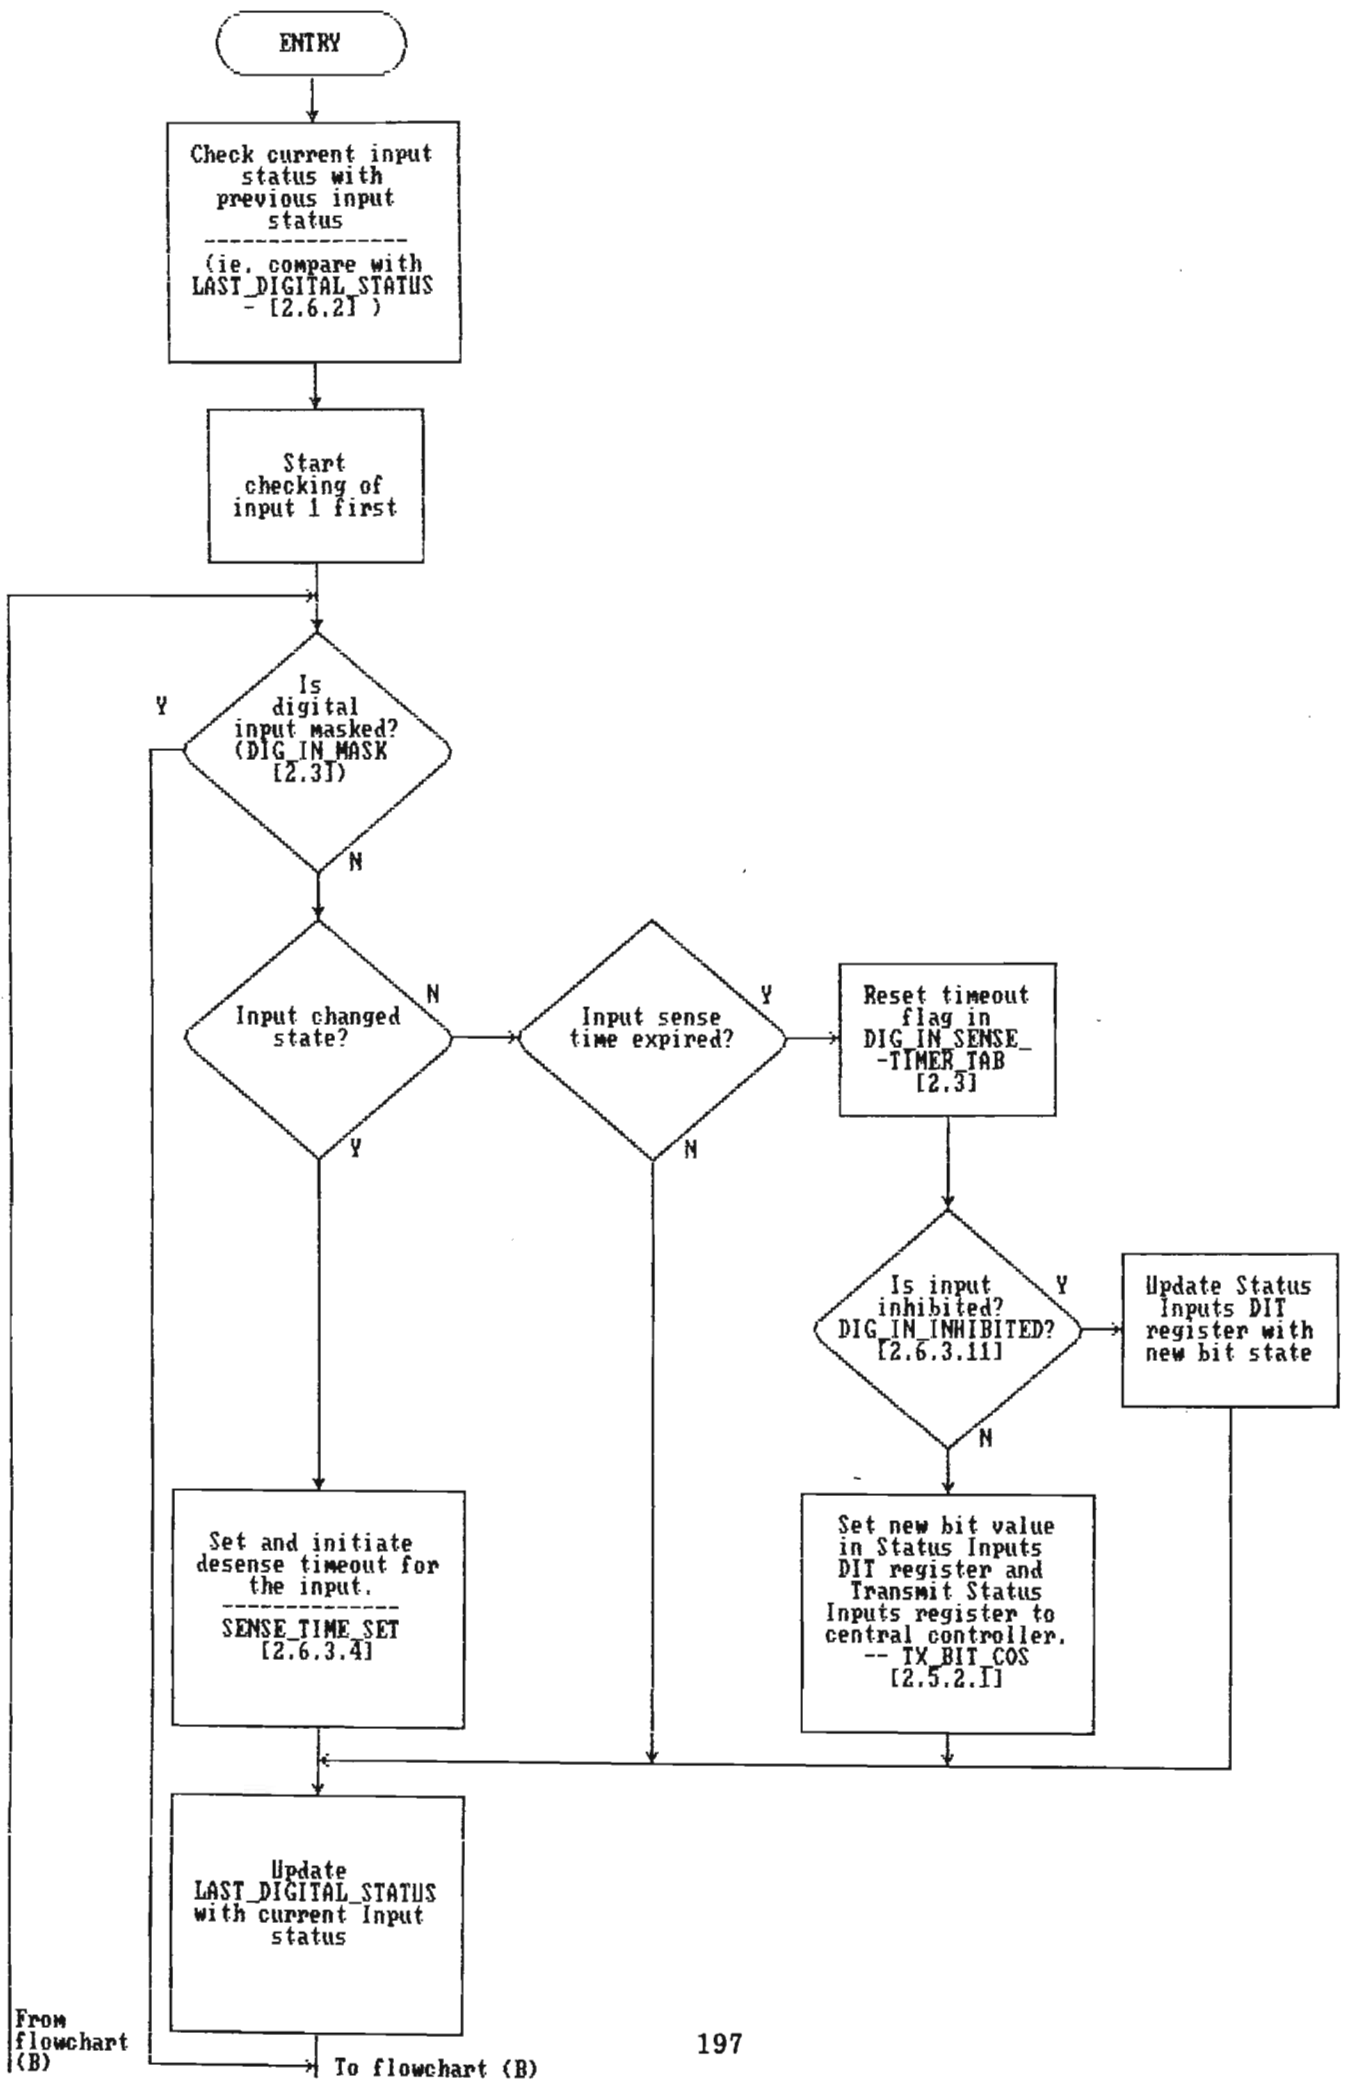 ENTRY
Check current input
status with
previous input
status
-----------------
(ie. compare with
LAST_DIGITAL_STATUS
- [2.6.2] )
Start
checking of
input 1 first
Is
digital
input masked?
(DIG_IN_MASK
[2.3])
Y
N
Input changed
state?
N
Y
Input sense
time expired?
Y
N
Reset timeout
flag in
DIG_IN_SENSE_
-TIMER_TAB
[2.3]
Is input
inhibited?
DIG_IN_INHIBITED?
[2.6.3.11]
Y
N
Update Status
Inputs DIT
register with
new bit state
Set and initiate
desense timeout for
the input.
---------------
SENSE_TIME_SET
[2.6.3.4]
Set new bit value
in Status Inputs
DIT register and
Transmit Status
Inputs register to
central controller.
-- TX_BIT_COS
[2.5.2.1]
Update
LAST_DIGITAL_STATUS
with current Input
status
From
flowchart
(B)
To flowchart (B)
197